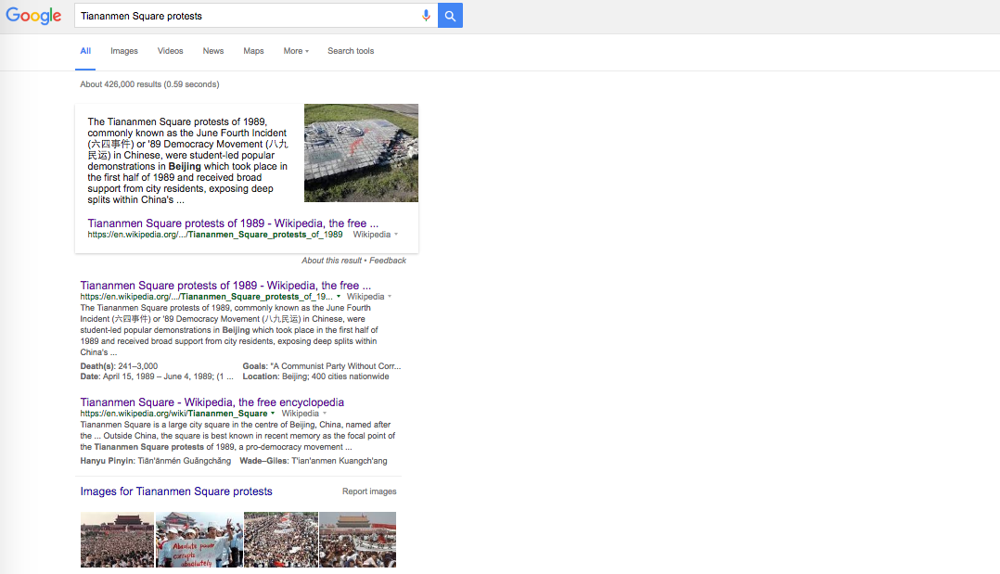 Google
Tiananmen Square protests
All Images Videos News Maps More Search tools
About 426,000 results (0.59 seconds)
The Tiananmen Square protests of 1989,
commonly known as the June Fourth Incident
(六四事件) or '89 Democracy Movement (八九
民运) in Chinese, were student-led popular
demonstrations in Beijing which took place in
the first half of 1989 and received broad
support from city residents, exposing deep
splits within China's ...
Tiananmen Square protests of 1989 - Wikipedia, the free ...
https://en.wikipedia.org/.../Tiananmen_Square_protests_of_1989 Wikipedia
About this result • Feedback
Tiananmen Square protests of 1989 - Wikipedia, the free ...
https://en.wikipedia.org/.../Tiananmen_Square_protests_of_19... Wikipedia
The Tiananmen Square protests of 1989, commonly known as the June Fourth
Incident (六四事件) or '89 Democracy Movement (八九民运) in Chinese, were
student-led popular demonstrations in Beijing which took place in the first half of
1989 and received broad support from city residents, exposing deep splits within
China's ...
Death(s): 241–3,000 Goals: "A Communist Party Without Corr...
Date: April 15, 1989 – June 4, 1989; (1 ... Location: Beijing; 400 cities nationwide
Tiananmen Square - Wikipedia, the free encyclopedia
https://en.wikipedia.org/wiki/Tiananmen_Square Wikipedia
Tiananmen Square is a large city square in the centre of Beijing, China, named after
the ... Outside China, the square is best known in recent memory as the focal point of
the Tiananmen Square protests of 1989, a pro-democracy movement ...
Hanyu Pinyin: Tiān'ānmén Guǎngchǎng Wade–Giles: T'ian'anmen Kuangch'ang
Images for Tiananmen Square protests Report images
Absolute power
corrupts
absolutely